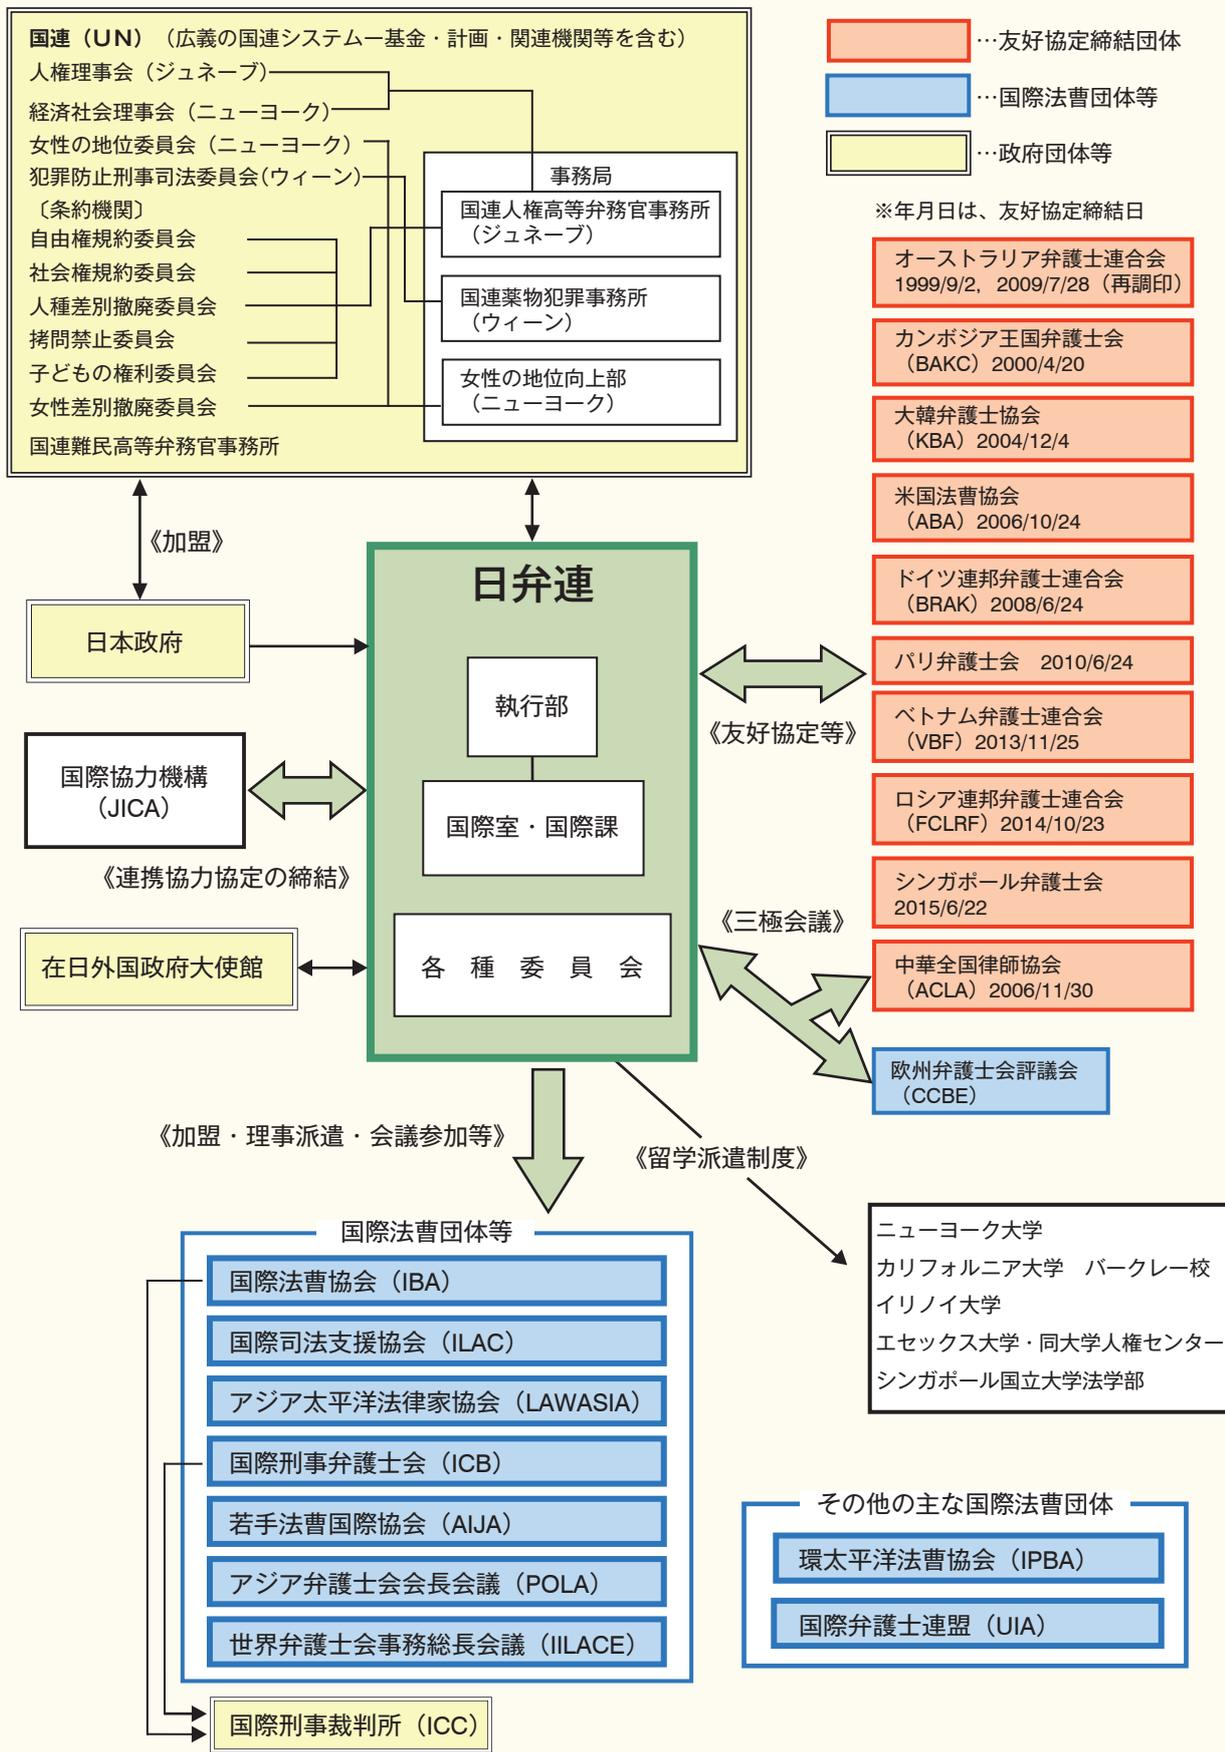 国連（UN）（広義の国連システムー基金・計画・関連機関等を含む）
人権理事会（ジュネーブ）
経済社会理事会（ニューヨーク）
女性の地位委員会（ニューヨーク）
犯罪防止刑事司法委員会（ウィーン）
〔条約機関〕
自由権規約委員会
社会権規約委員会
人種差別撤廃委員会
拷問禁止委員会
子どもの権利委員会
女性差別撤廃委員会
国連難民高等弁務官事務所
事務局
国連人権高等弁務官事務所
（ジュネーブ）
国連薬物犯罪事務所
（ウィーン）
女性の地位向上部
（ニューヨーク）
…友好協定締結団体
…国際法曹団体等
…政府団体等
※年月日は、友好協定締結日
オーストラリア弁護士連合会
1999/9/2，2009/7/28（再調印）
カンボジア王国弁護士会
（BAKC）2000/4/20
大韓弁護士協会
（KBA）2004/12/4
米国法曹協会
（ABA）2006/10/24
ドイツ連邦弁護士連合会
（BRAK）2008/6/24
パリ弁護士会　2010/6/24
ベトナム弁護士連合会
（VBF）2013/11/25
ロシア連邦弁護士連合会
（FCLRF）2014/10/23
シンガポール弁護士会
2015/6/22
中華全国律師協会
（ACLA）2006/11/30
欧州弁護士会評議会
（CCBE）
《加盟》
日本政府
国際協力機構
（JICA）
《連携協力協定の締結》
在日外国政府大使館
日弁連
執行部
国際室・国際課
各　種　委　員　会
《友好協定等》
《三極会議》
《加盟・理事派遣・会議参加等》
《留学派遣制度》
ニューヨーク大学
カリフォルニア大学　バークレー校
イリノイ大学
エセックス大学・同大学人権センター
シンガポール国立大学法学部
国際法曹団体等
国際法曹協会（IBA）
国際司法支援協会（ILAC）
アジア太平洋法律家協会（LAWASIA）
国際刑事弁護士会（ICB）
若手法曹国際協会（AIJA）
アジア弁護士会会長会議（POLA）
世界弁護士会事務総長会議（IILACE）
国際刑事裁判所（ICC）
その他の主な国際法曹団体
環太平洋法曹協会（IPBA）
国際弁護士連盟（UIA）